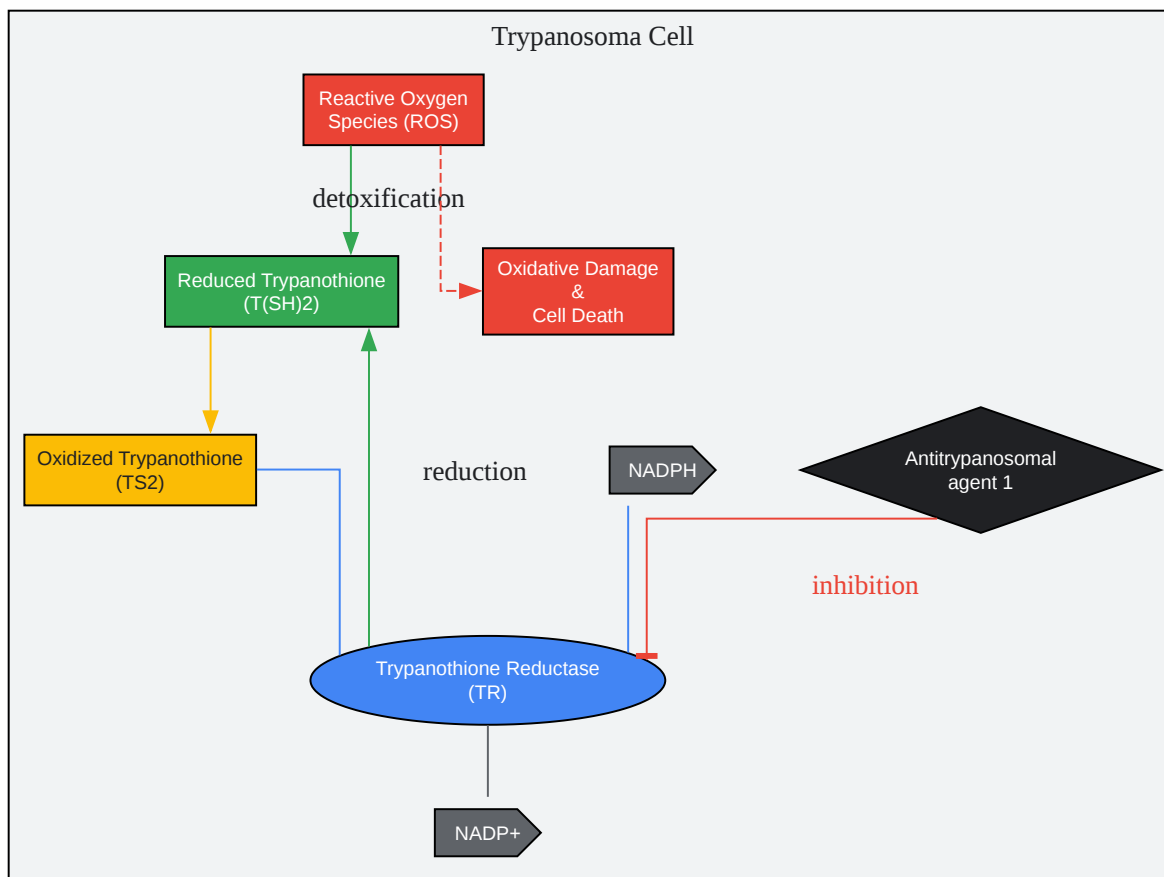 Trypanosoma Cell
Reactive Oxygen
Species (ROS)
detoxification
Reduced Trypanothione
(T(SH)2)
Oxidative Damage
&
Cell Death
Oxidized Trypanothione
(TS2)
reduction
NADPH
Antitrypanosomal
agent 1
inhibition
Trypanothione Reductase
(TR)
NADP+